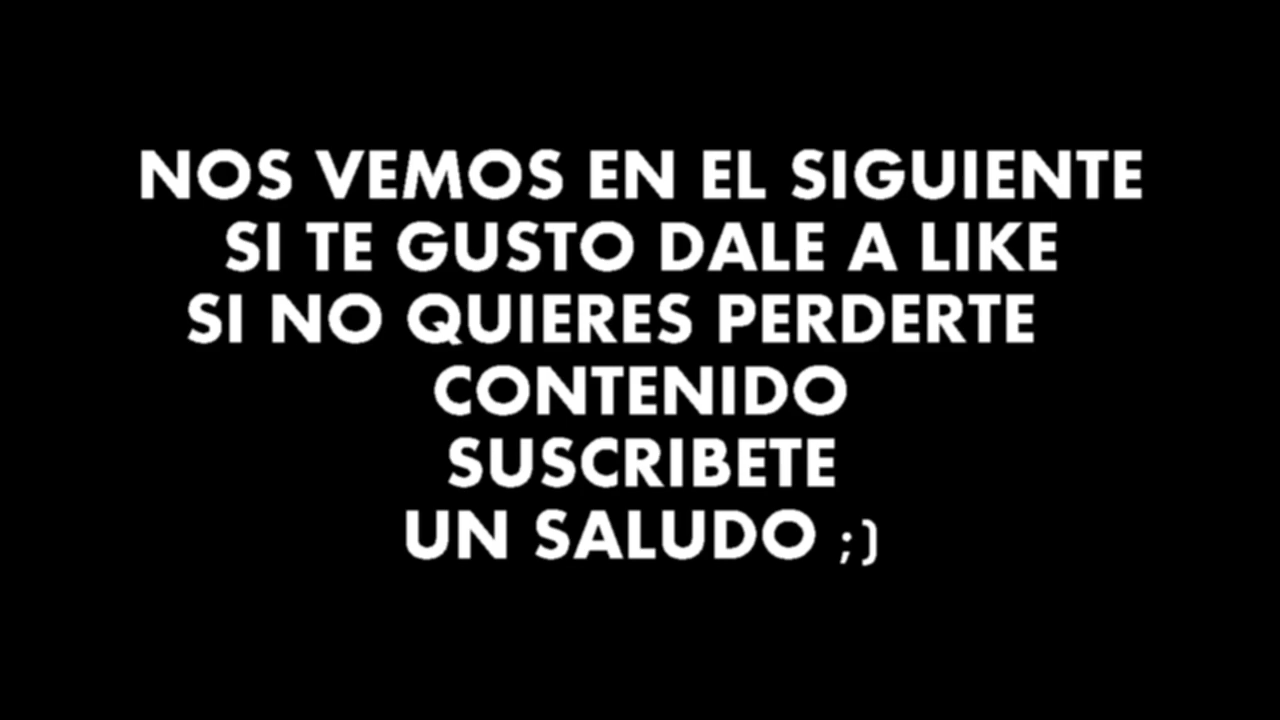 NOS VEMOS EN EL SIGUIENTE
SI TE GUSTO DALE A LIKE
SI NO QUIERES PERDERTE
CONTENIDO
SUSCRIBETE
UN SALUDO ;)